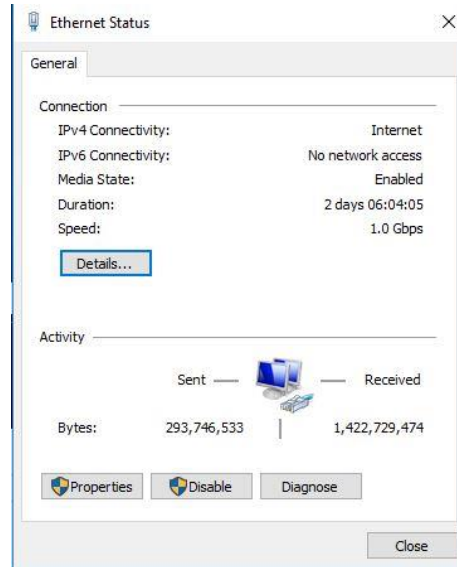 Ethernet Status
General
Connection
IPv4 Connectivity: Internet
IPv6 Connectivity: No network access
Media State: Enabled
Duration: 2 days 06:04:05
Speed: 1.0 Gbps
Details...
Activity
Sent Received
Bytes: 293,746,533 1,422,729,474
Properties Disable Diagnose
Close